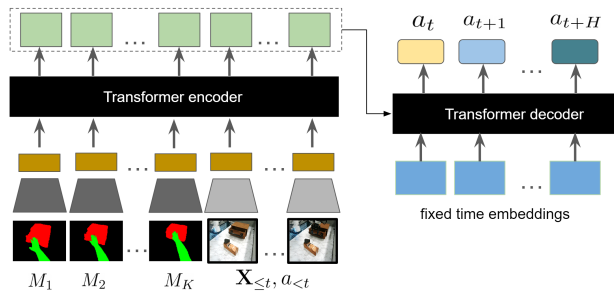 Transformer encoder
M_1 M_2 ... M_K X_{≤t}, a_{<t}
a_t a_{t+1} ... a_{t+H}
Transformer decoder
fixed time embeddings